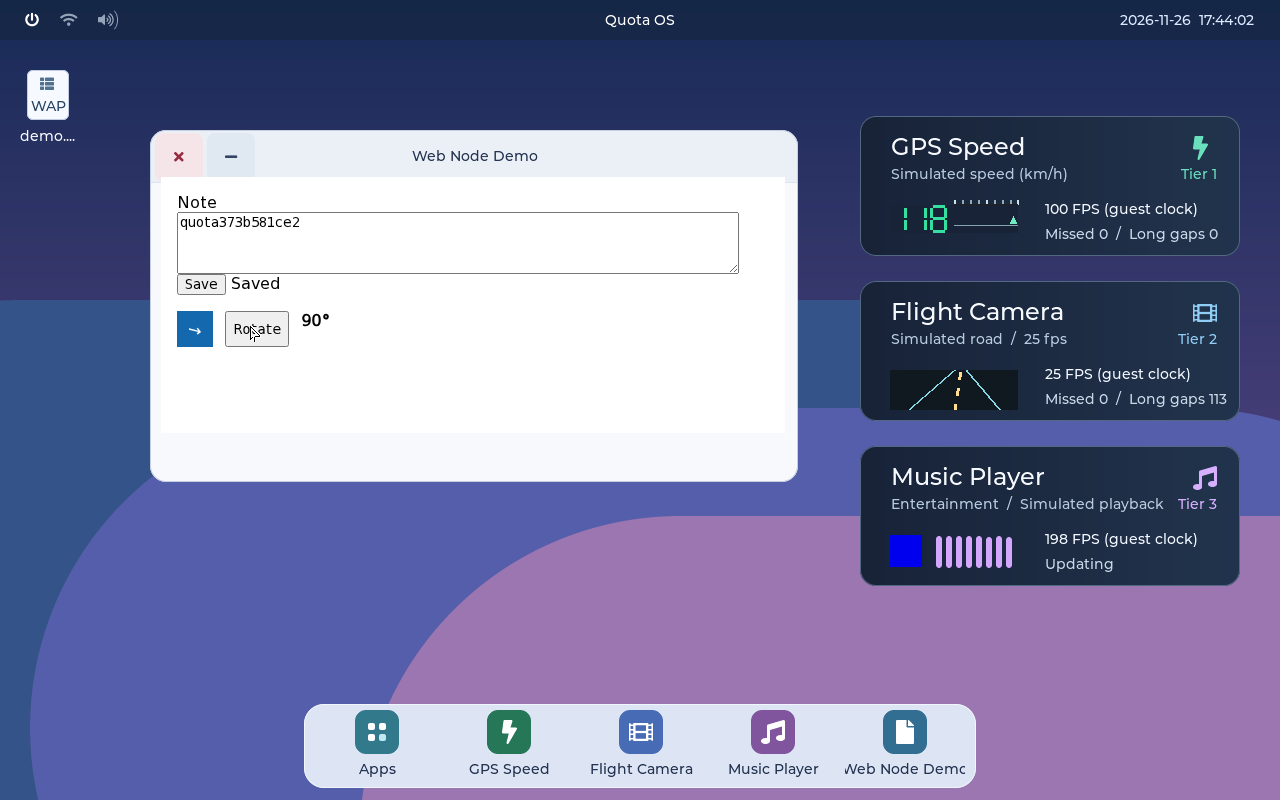 Quota OS
2026-11-26 17:44:02
WAP
demo....
Web Node Demo
Note
quota373b581ce2
Save Saved
→ Rotate 90°
GPS Speed
Simulated speed (km/h)
Tier 1
118
100 FPS (guest clock)
Missed 0 / Long gaps 0
Flight Camera
Simulated road / 25 fps
Tier 2
25 FPS (guest clock)
Missed 0 / Long gaps 113
Music Player
Entertainment / Simulated playback
Tier 3
198 FPS (guest clock)
Updating
Apps
GPS Speed
Flight Camera
Music Player
Web Node Demo